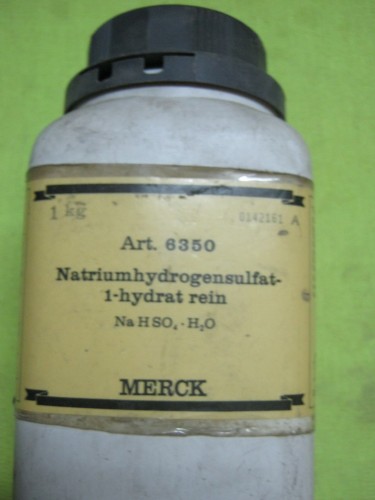 1 kg 0142161 A
Art. 6350
Natriumhydrogensulfat-
1-hydrat rein
NaHSO₄·H₂O
MERCK